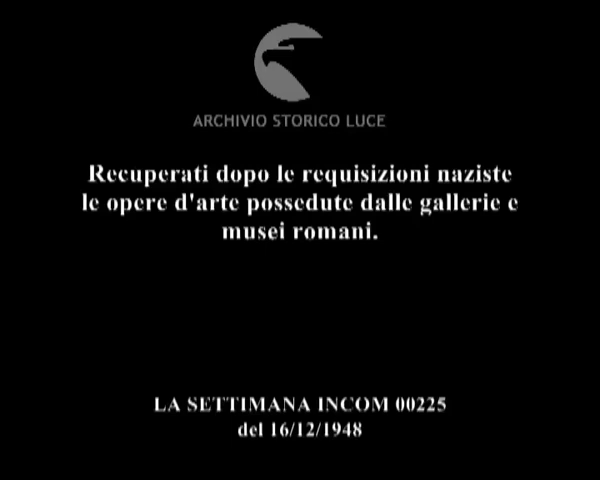 ARCHIVIO STORICO LUCE
Recuperati dopo le requisizioni naziste
le opere d'arte possedute dalle gallerie e
musei romani.
LA SETTIMANA INCOM 00225
del 16/12/1948